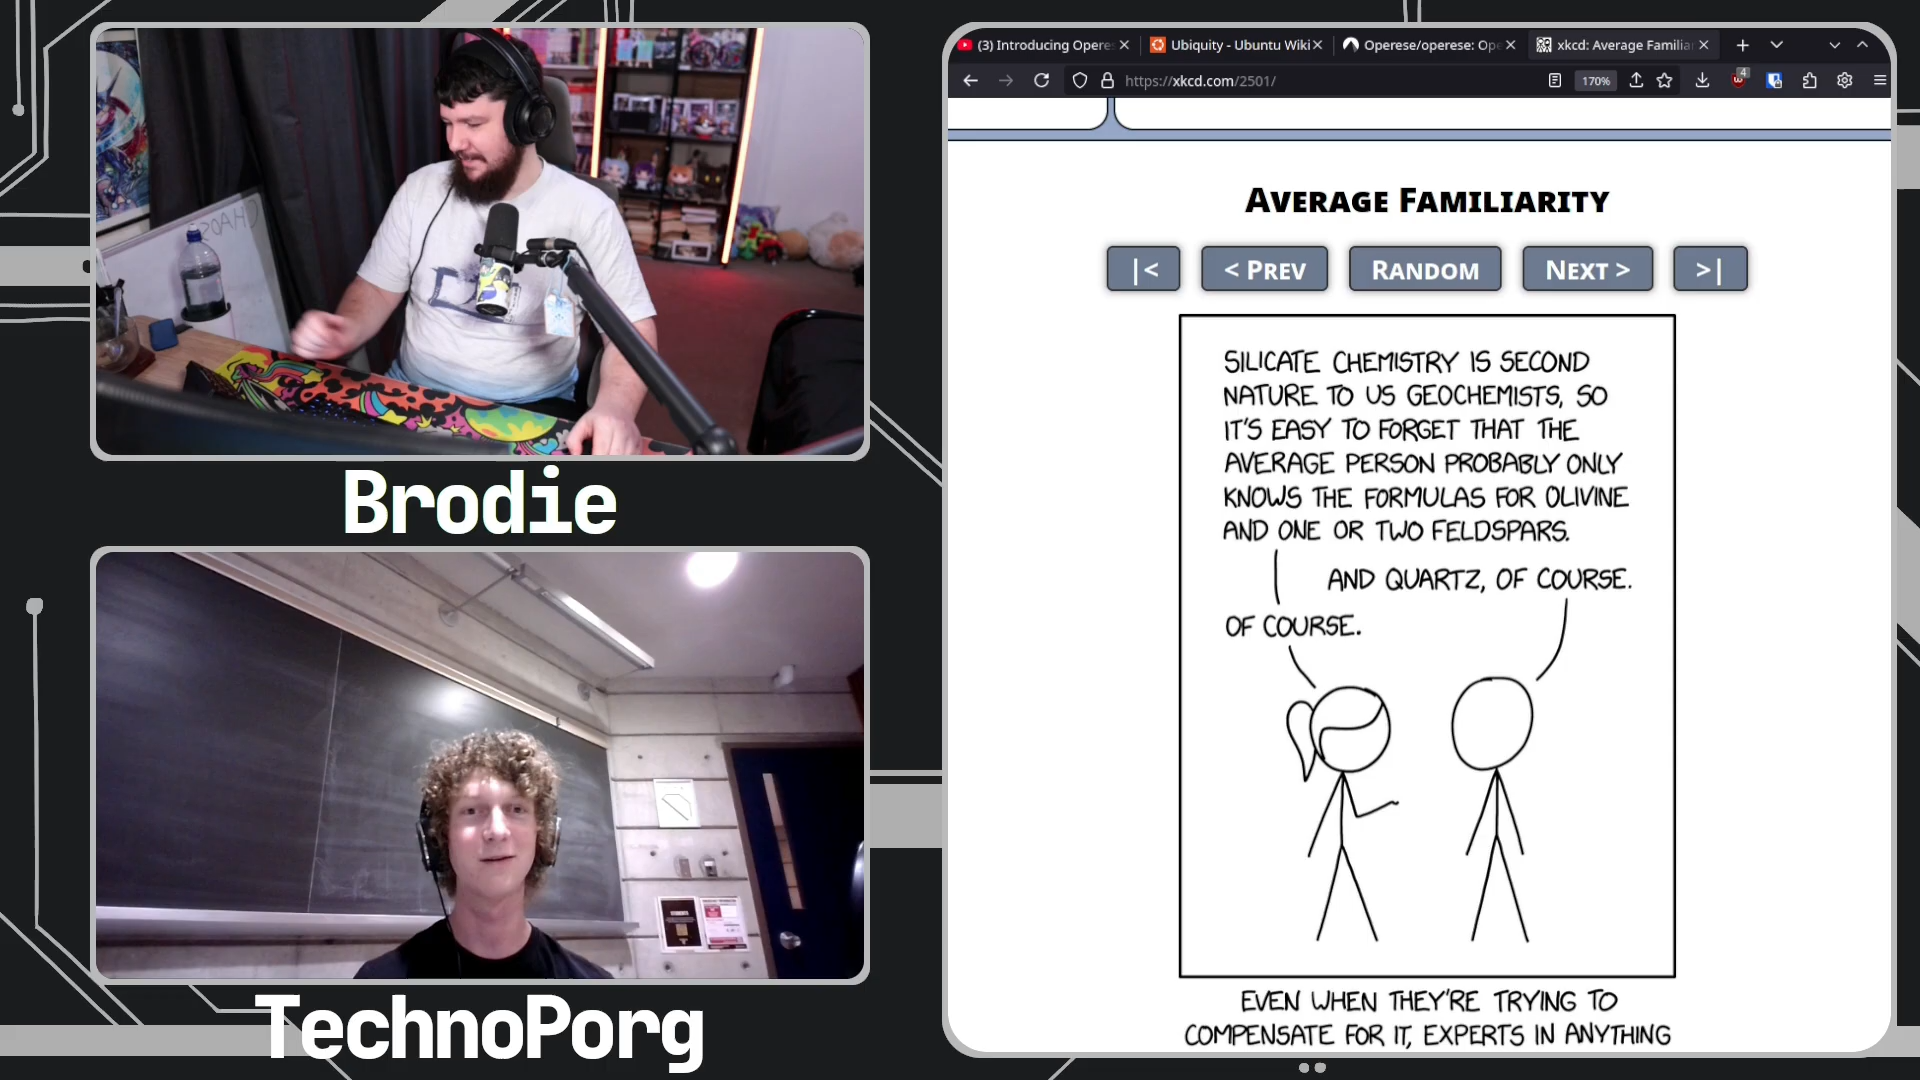 (3) Introducing Opere
Ubiquity - Ubuntu Wiki
Operese/operese: Op
xkcd: Average Familia
https://xkcd.com/2501/
170%
4
AVERAGE FAMILIARITY
|<
< PREV
RANDOM
NEXT >
>|
SILICATE CHEMISTRY IS SECOND
NATURE TO US GEOCHEMISTS, SO
IT'S EASY TO FORGET THAT THE
AVERAGE PERSON PROBABLY ONLY
KNOWS THE FORMULAS FOR OLIVINE
AND ONE OR TWO FELDSPARS.
AND QUARTZ, OF COURSE.
OF COURSE.
EVEN WHEN THEY'RE TRYING TO
COMPENSATE FOR IT, EXPERTS IN ANYTHING
Brodie
TechnoPorg